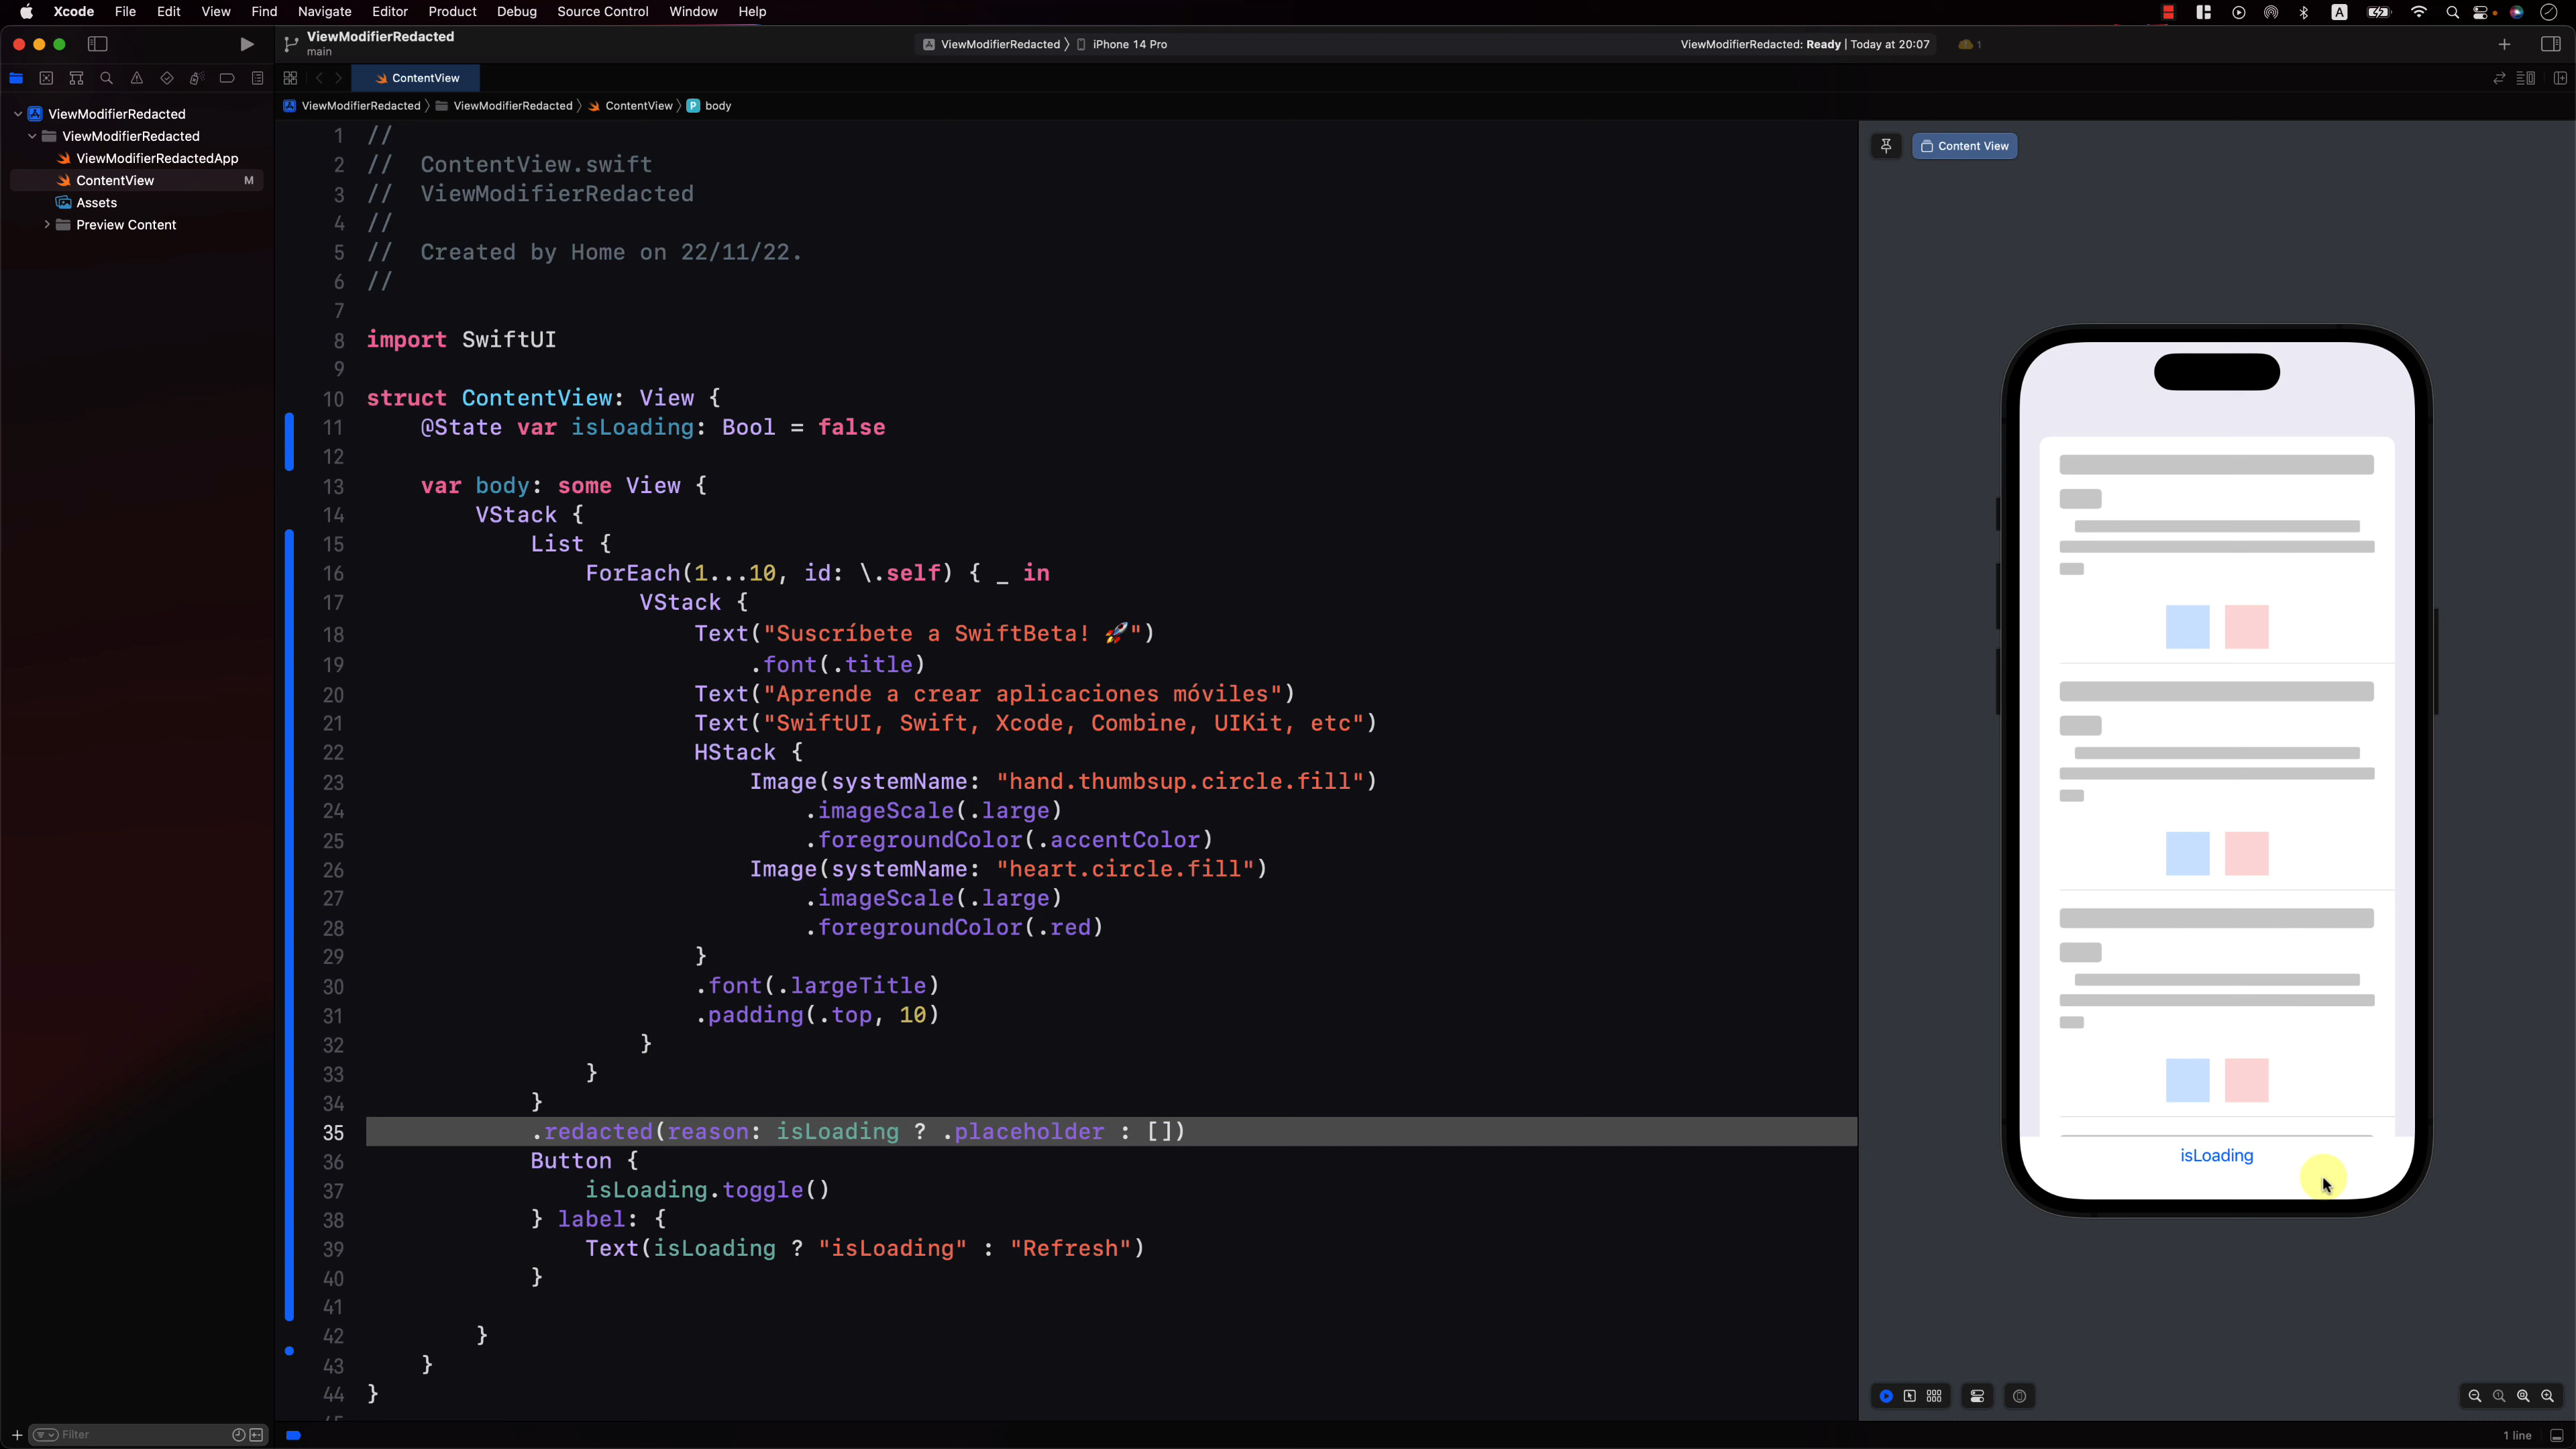 Xcode File Edit View Find Navigate Editor Product Debug Source Control Window Help
ViewModifierRedacted
main
ViewModifierRedacted iPhone 14 Pro
ViewModifierRedacted: Ready | Today at 20:07
1
ContentView
ViewModifierRedacted ViewModifierRedacted ContentView P body
ViewModifierRedacted
ViewModifierRedacted
ViewModifierRedactedApp
ContentView M
Assets
Preview Content
1 //
2 //  ContentView.swift
3 //  ViewModifierRedacted
4 //
5 //  Created by Home on 22/11/22.
6 //
7
8 import SwiftUI
9
10 struct ContentView: View {
11     @State var isLoading: Bool = false
12
13     var body: some View {
14         VStack {
15             List {
16                 ForEach(1...10, id: \.self) { _ in
17                     VStack {
18                         Text("Suscríbete a SwiftBeta! 🚀")
19                             .font(.title)
20                         Text("Aprende a crear aplicaciones móviles")
21                         Text("SwiftUI, Swift, Xcode, Combine, UIKit, etc")
22                         HStack {
23                             Image(systemName: "hand.thumbsup.circle.fill")
24                                 .imageScale(.large)
25                                 .foregroundColor(.accentColor)
26                             Image(systemName: "heart.circle.fill")
27                                 .imageScale(.large)
28                                 .foregroundColor(.red)
29                         }
30                         .font(.largeTitle)
31                         .padding(.top, 10)
32                     }
33                 }
34             }
35             .redacted(reason: isLoading ? .placeholder : [])
36             Button {
37                 isLoading.toggle()
38             } label: {
39                 Text(isLoading ? "isLoading" : "Refresh")
40             }
41
42         }
43     }
44 }
Content View
isLoading
Filter
1 line